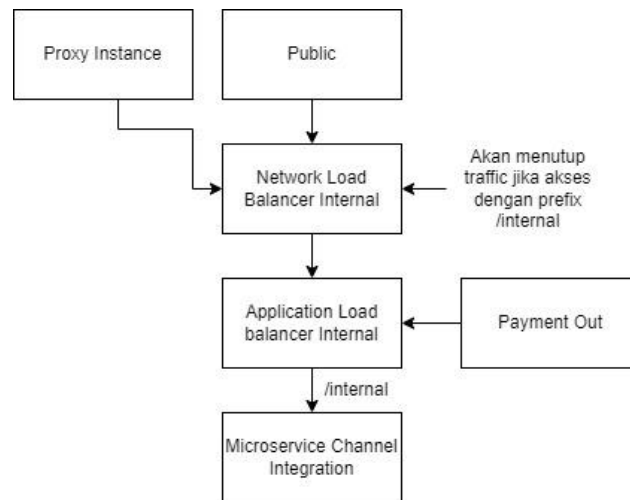 Proxy Instance
Public
Network Load
Balancer Internal
Akan menutup
traffic jika akses
dengan prefix
/internal
Application Load
balancer Internal
Payment Out
/internal
Microservice Channel
Integration